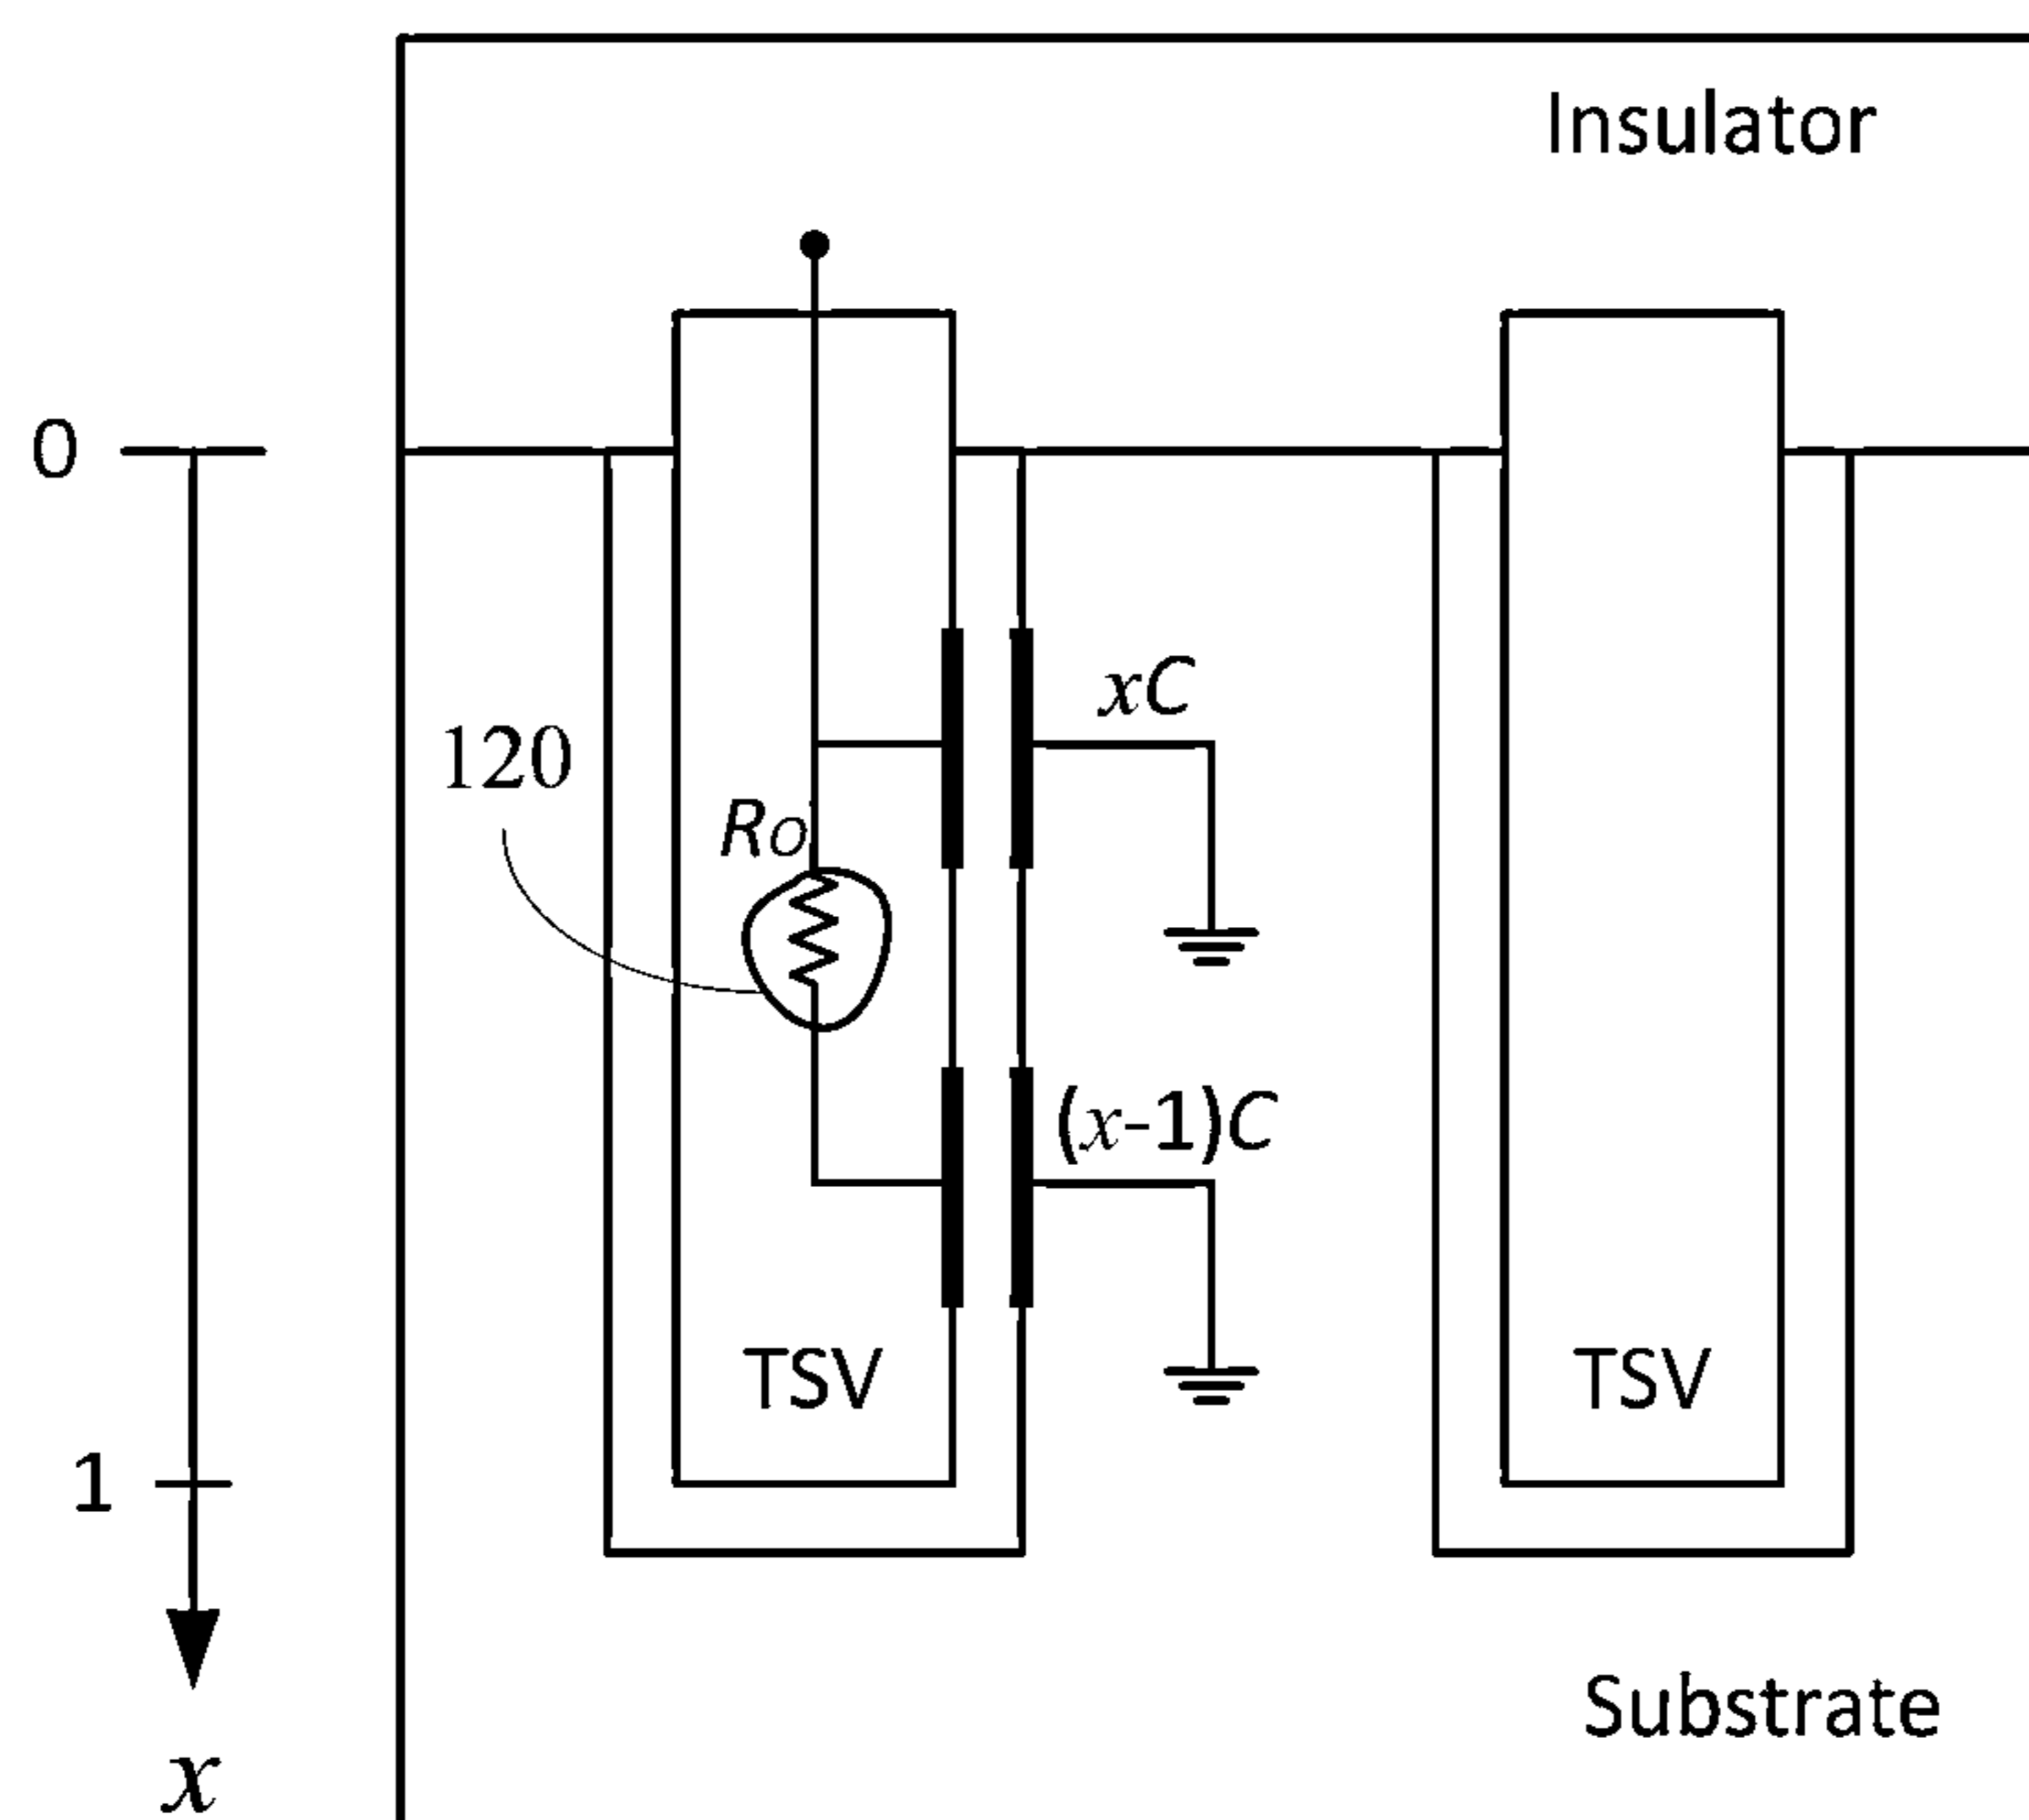 Insulator
0
xC
120
RO
(x-1)C
TSV
TSV
1
Substrate
x